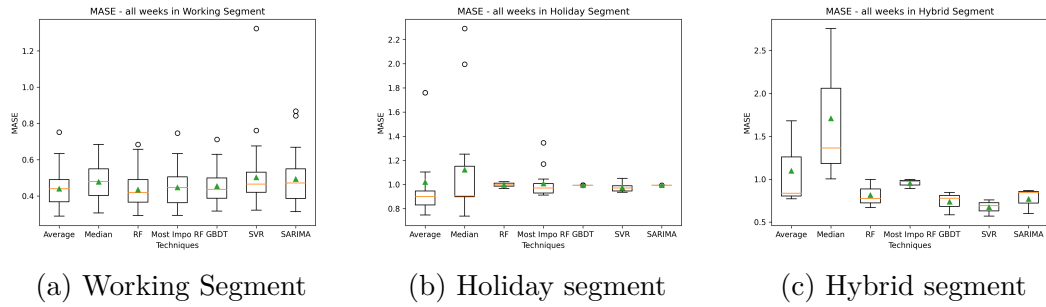 MASE - all weeks in Working Segment
MASE
1.2
1.0
0.8
0.6
0.4
Average Median RF Most Impo RF GBDT SVR SARIMA
Techniques
(a) Working Segment
MASE - all weeks in Holiday Segment
MASE
2.2
2.0
1.8
1.6
1.4
1.2
1.0
0.8
Average Median RF Most Impo RF GBDT SVR SARIMA
Techniques
(b) Holiday segment
MASE - all weeks in Hybrid Segment
MASE
2.5
2.0
1.5
1.0
0.5
Average Median RF Most Impo RF GBDT SVR SARIMA
Techniques
(c) Hybrid segment